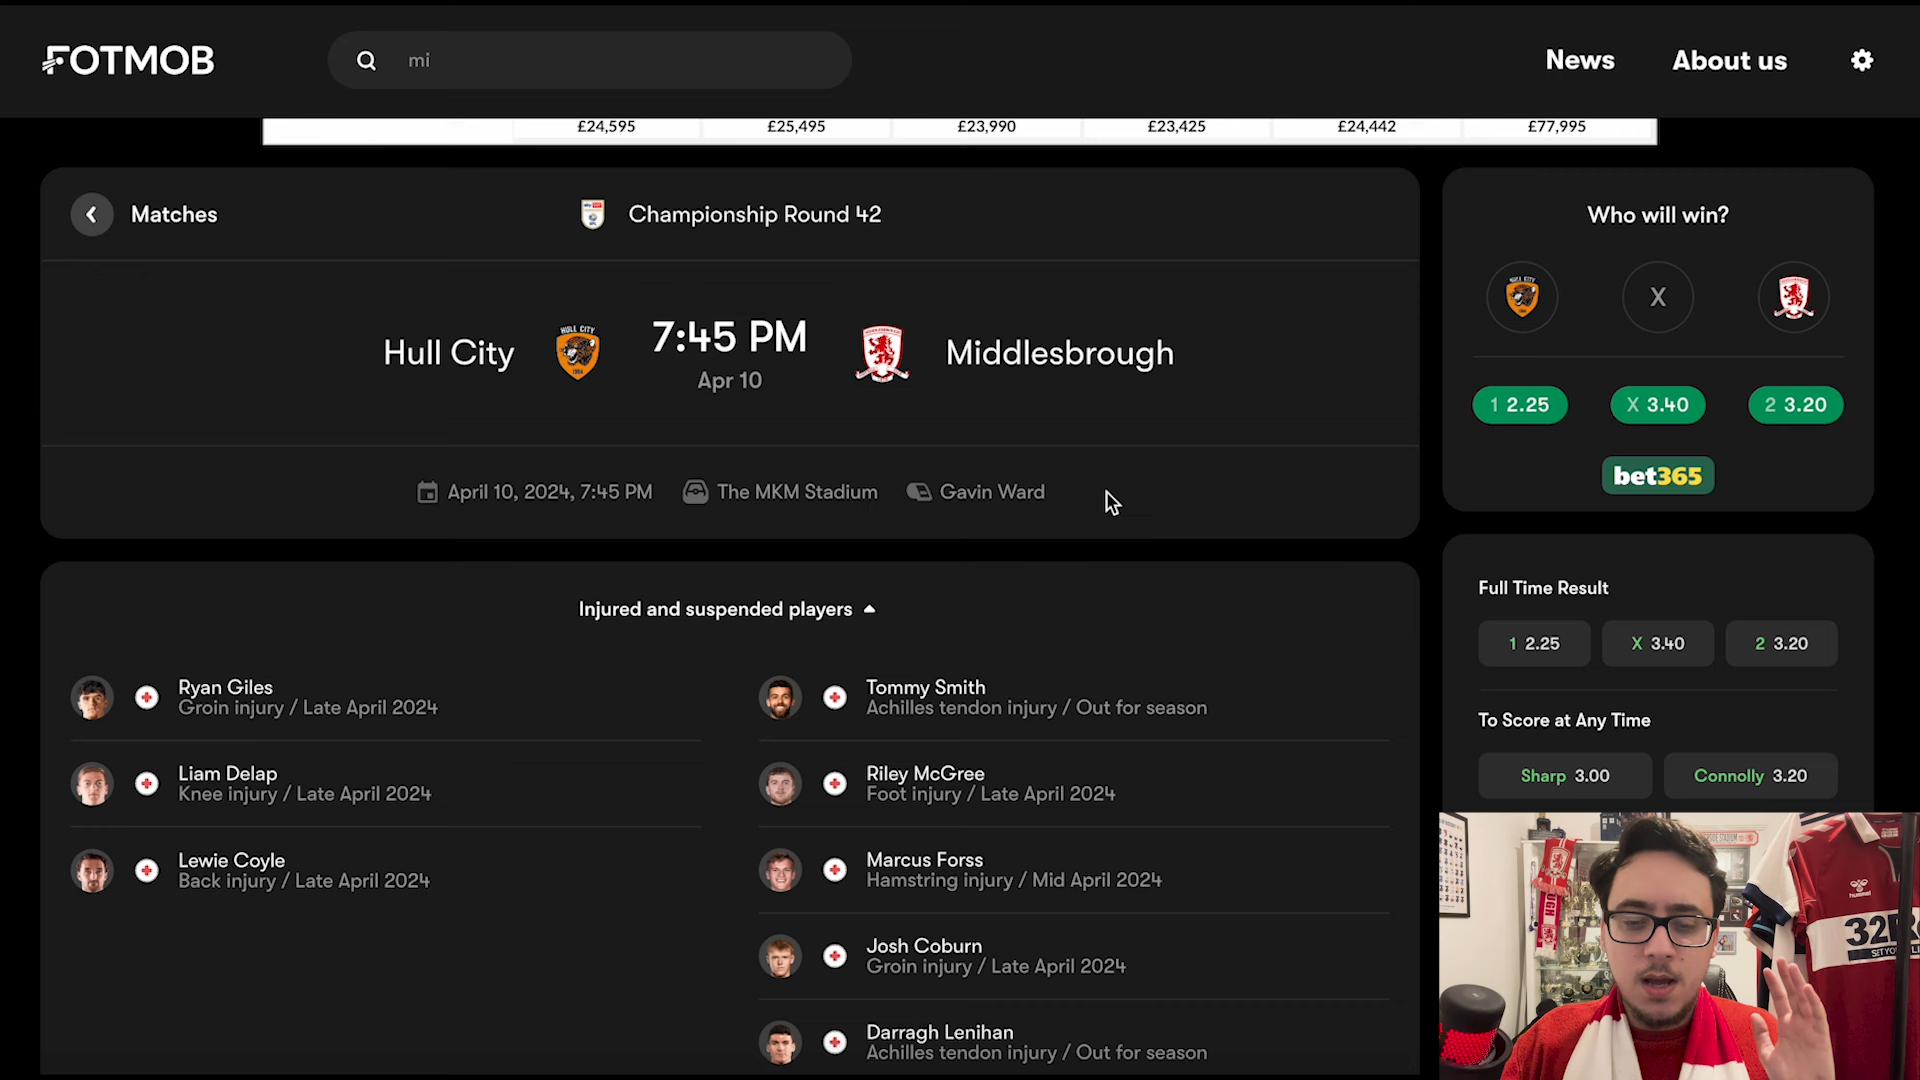 FOTMOB
mi
News
About us
£24,595
£25,495
£23,990
£23,425
£24,442
£77,995
Matches
Championship Round 42
Hull City
HULL CITY
1904
7:45 PM
Apr 10
Middlesbrough
April 10, 2024, 7:45 PM
The MKM Stadium
Gavin Ward
Who will win?
HULL CITY
X
1 2.25
X 3.40
2 3.20
bet365
Injured and suspended players
Ryan Giles
Groin injury / Late April 2024
Liam Delap
Knee injury / Late April 2024
Lewie Coyle
Back injury / Late April 2024
Tommy Smith
Achilles tendon injury / Out for season
Riley McGree
Foot injury / Late April 2024
Marcus Forss
Hamstring injury / Mid April 2024
Josh Coburn
Groin injury / Late April 2024
Darragh Lenihan
Achilles tendon injury / Out for season
Full Time Result
1 2.25
X 3.40
2 3.20
To Score at Any Time
Sharp 3.00
Connolly 3.20
hummel